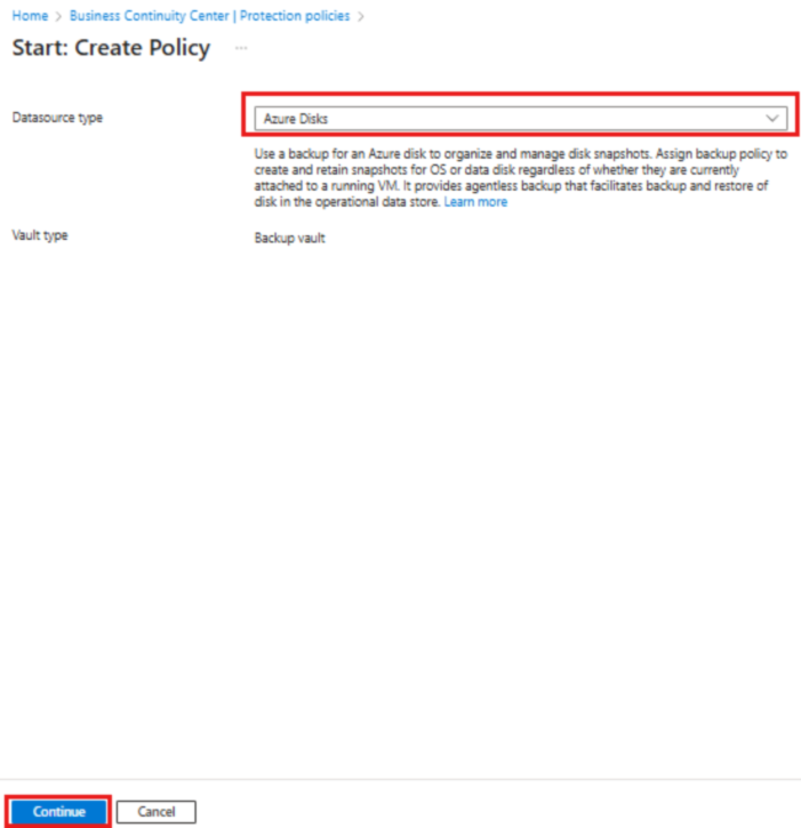 Home > Business Continuity Center | Protection policies >
Start: Create Policy ...
Datasource type
Azure Disks
Use a backup for an Azure disk to organize and manage disk snapshots. Assign backup policy to
create and retain snapshots for OS or data disk regardless of whether they are currently
attached to a running VM. It provides agentless backup that facilitates backup and restore of
disk in the operational data store. Learn more
Vault type
Backup vault
Continue
Cancel